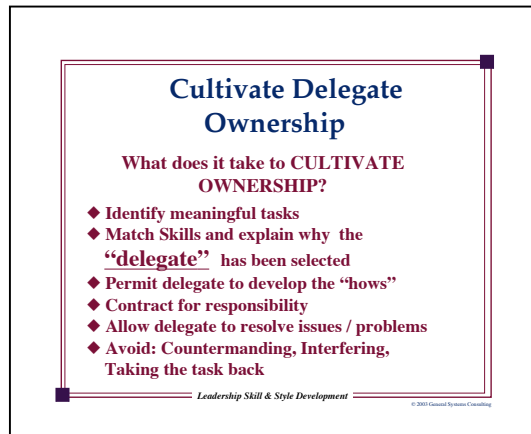 Cultivate Delegate
Ownership
What does it take to CULTIVATE
OWNERSHIP?
◆ Identify meaningful tasks
◆ Match Skills and explain why the
“delegate” has been selected
◆ Permit delegate to develop the “hows”
◆ Contract for responsibility
◆ Allow delegate to resolve issues / problems
◆ Avoid: Countermanding, Interfering,
Taking the task back
Leadership Skill & Style Development
© 2003 General Systems Consulting